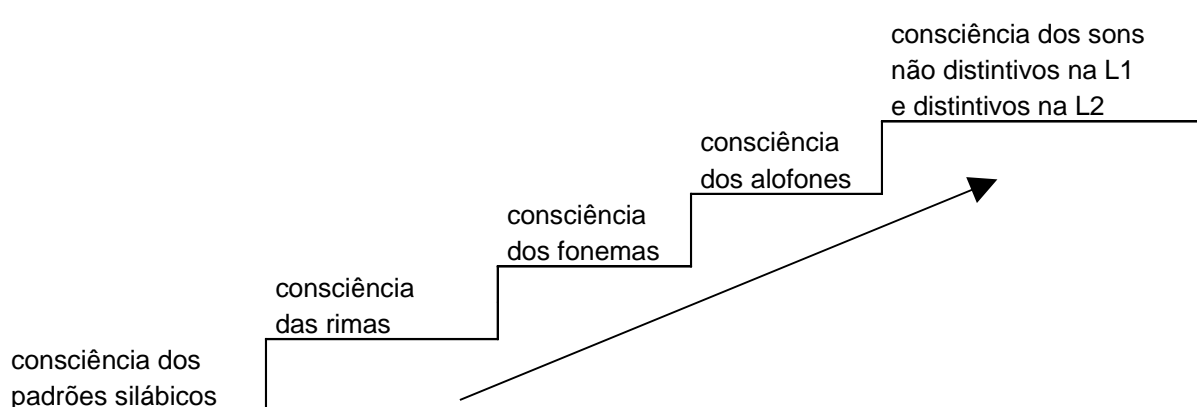 consciência dos sons
não distintivos na L1
e distintivos na L2
consciência
dos alofones
consciência
dos fonemas
consciência
das rimas
consciência dos
padrões silábicos